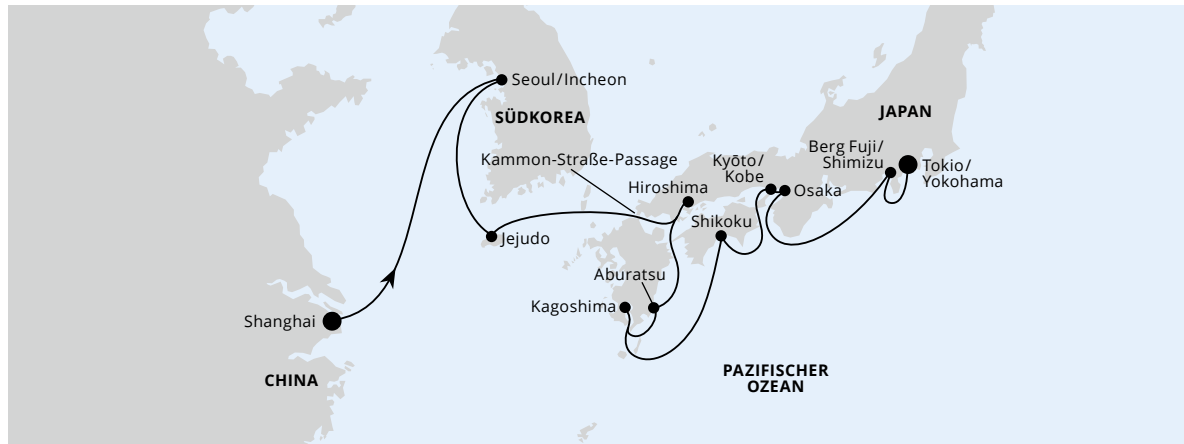 Seoul/Incheon
SÜDKOREA
JAPAN
Kammon-Straße-Passage
Kyōto/
Kobe
Berg Fuji/
Shimizu
Tokio/
Yokohama
Hiroshima
Osaka
Shikoku
Jejudo
Aburatsu
Kagoshima
Shanghai
CHINA
PAZIFISCHER
OZEAN